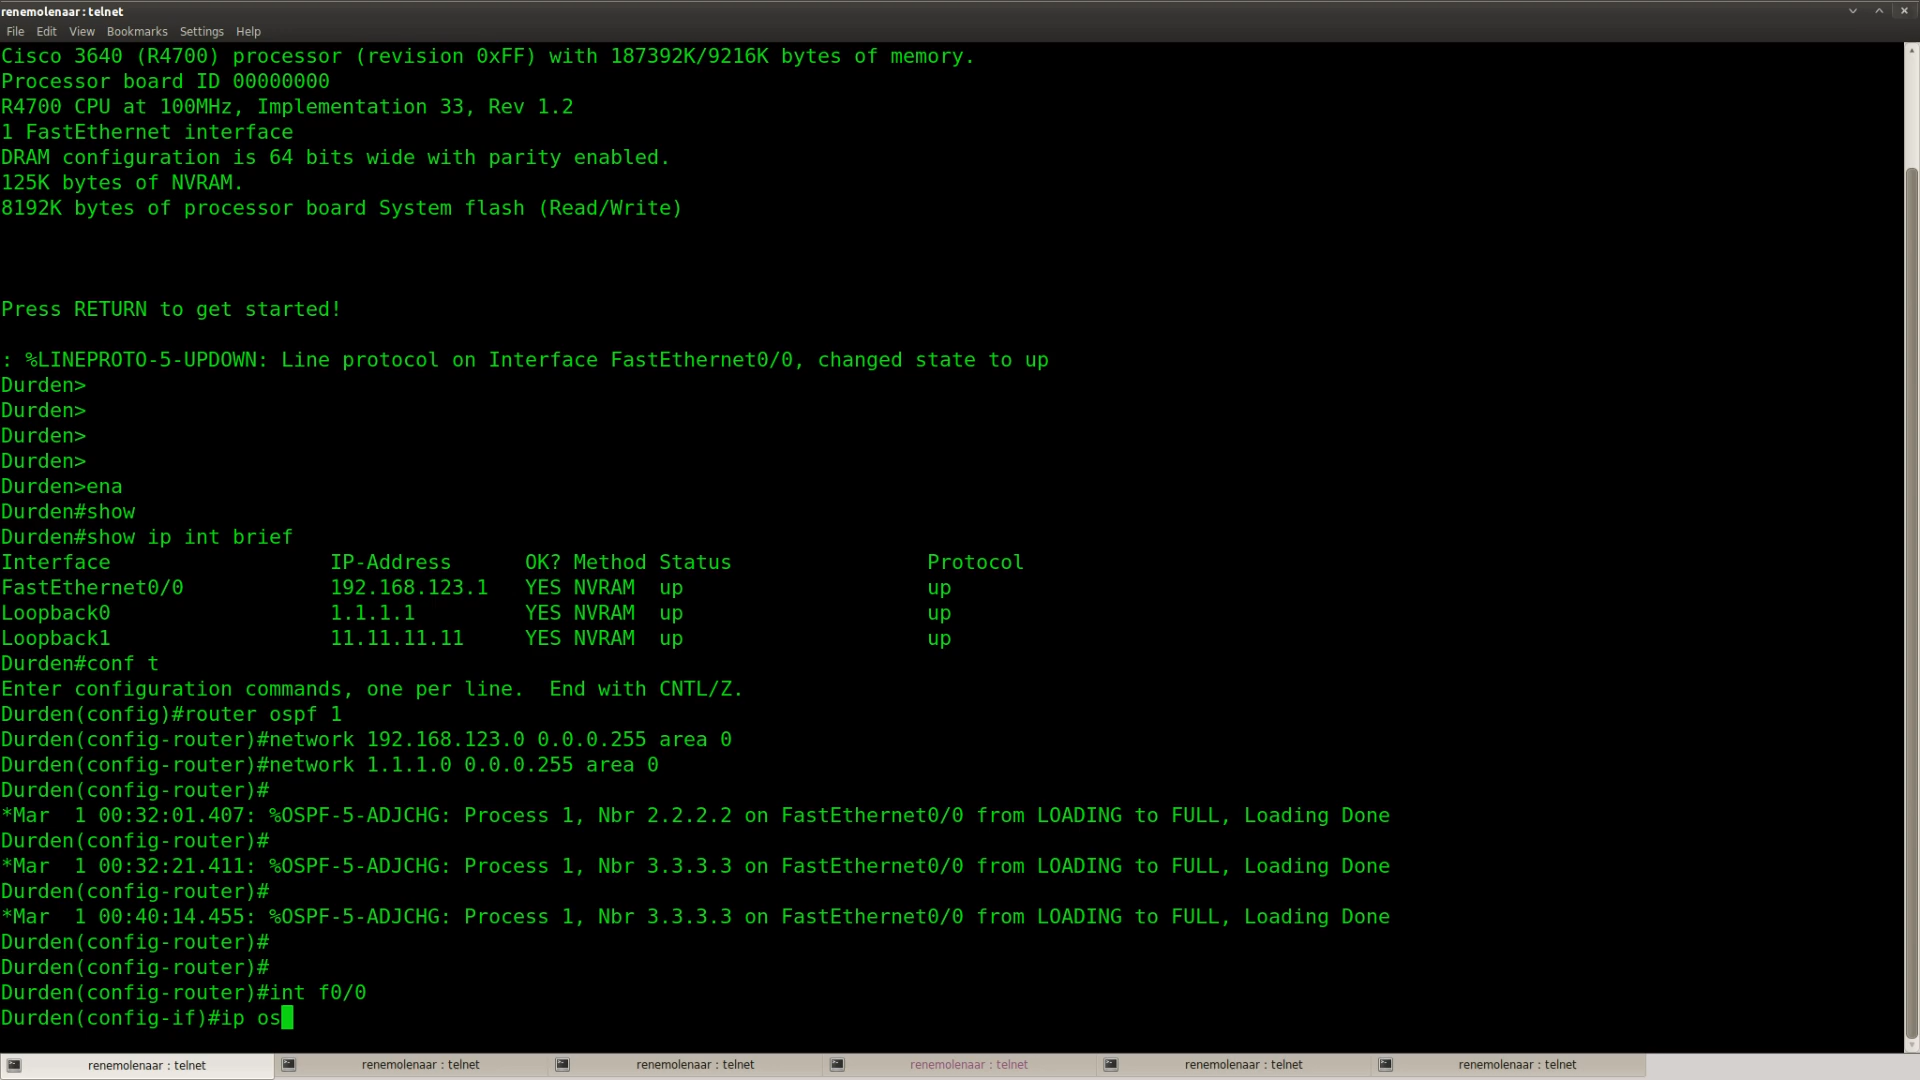 renemolenaar : telnet
File Edit View Bookmarks Settings Help
Cisco 3640 (R4700) processor (revision 0xFF) with 187392K/9216K bytes of memory.
Processor board ID 00000000
R4700 CPU at 100MHz, Implementation 33, Rev 1.2
1 FastEthernet interface
DRAM configuration is 64 bits wide with parity enabled.
125K bytes of NVRAM.
8192K bytes of processor board System flash (Read/Write)
Press RETURN to get started!
: %LINEPROTO-5-UPDOWN: Line protocol on Interface FastEthernet0/0, changed state to up
Durden>
Durden>
Durden>
Durden>
Durden>ena
Durden#show
Durden#show ip int brief
Interface IP-Address OK? Method Status Protocol
FastEthernet0/0 192.168.123.1 YES NVRAM up up
Loopback0 1.1.1.1 YES NVRAM up up
Loopback1 11.11.11.11 YES NVRAM up up
Durden#conf t
Enter configuration commands, one per line. End with CNTL/Z.
Durden(config)#router ospf 1
Durden(config-router)#network 192.168.123.0 0.0.0.255 area 0
Durden(config-router)#network 1.1.1.0 0.0.0.255 area 0
Durden(config-router)#
*Mar 1 00:32:01.407: %OSPF-5-ADJCHG: Process 1, Nbr 2.2.2.2 on FastEthernet0/0 from LOADING to FULL, Loading Done
Durden(config-router)#
*Mar 1 00:32:21.411: %OSPF-5-ADJCHG: Process 1, Nbr 3.3.3.3 on FastEthernet0/0 from LOADING to FULL, Loading Done
Durden(config-router)#
*Mar 1 00:40:14.455: %OSPF-5-ADJCHG: Process 1, Nbr 3.3.3.3 on FastEthernet0/0 from LOADING to FULL, Loading Done
Durden(config-router)#
Durden(config-router)#
Durden(config-router)#int f0/0
Durden(config-if)#ip os
renemolenaar : telnet renemolenaar : telnet renemolenaar : telnet renemolenaar : telnet renemolenaar : telnet renemolenaar : telnet